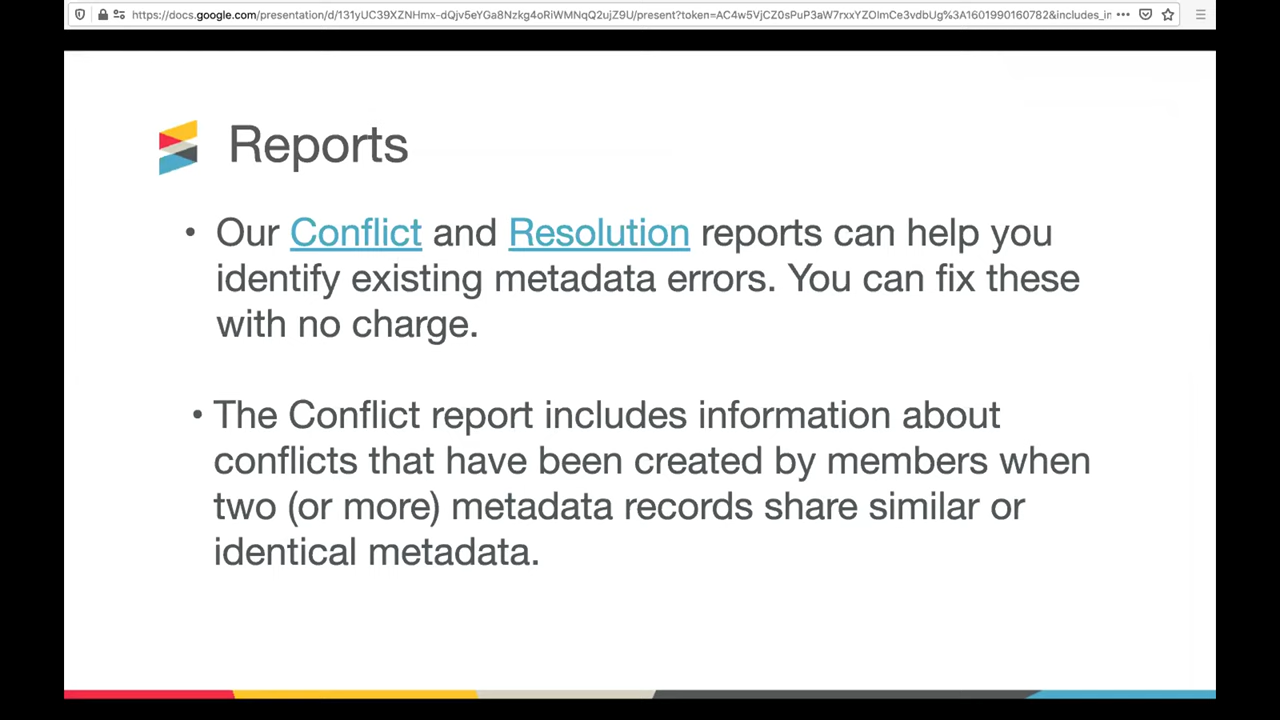 https://docs.google.com/presentation/d/131yUC39XZNHmx-dQjv5eYGa8Nzkg4oRiWMNqQ2ujZ9U/present?token=AC4w5VjCZ0sPuP3aW7rxxYZOlmCe3vdbUg%3A1601990160782&includes_in
Reports
• Our Conflict and Resolution reports can help you
identify existing metadata errors. You can fix these
with no charge.
• The Conflict report includes information about
conflicts that have been created by members when
two (or more) metadata records share similar or
identical metadata.